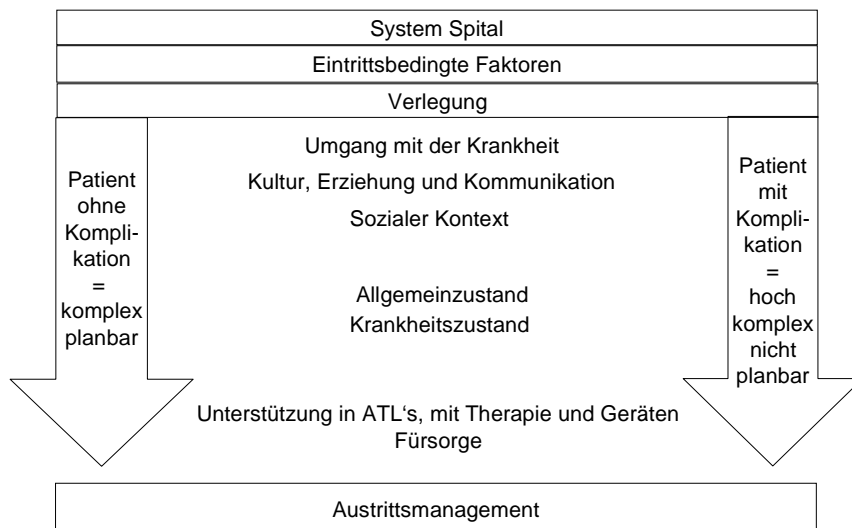 System Spital
Eintrittsbedingte Faktoren
Verlegung
Patient
ohne
Kompli-
kation
=
komplex
planbar
Umgang mit der Krankheit
Kultur, Erziehung und Kommunikation
Sozialer Kontext
Allgemeinzustand
Krankheitszustand
Unterstützung in ATL‘s, mit Therapie und Geräten
Fürsorge
Patient
mit
Kompli-
kation
=
hoch
komplex
nicht
planbar
Austrittsmanagement